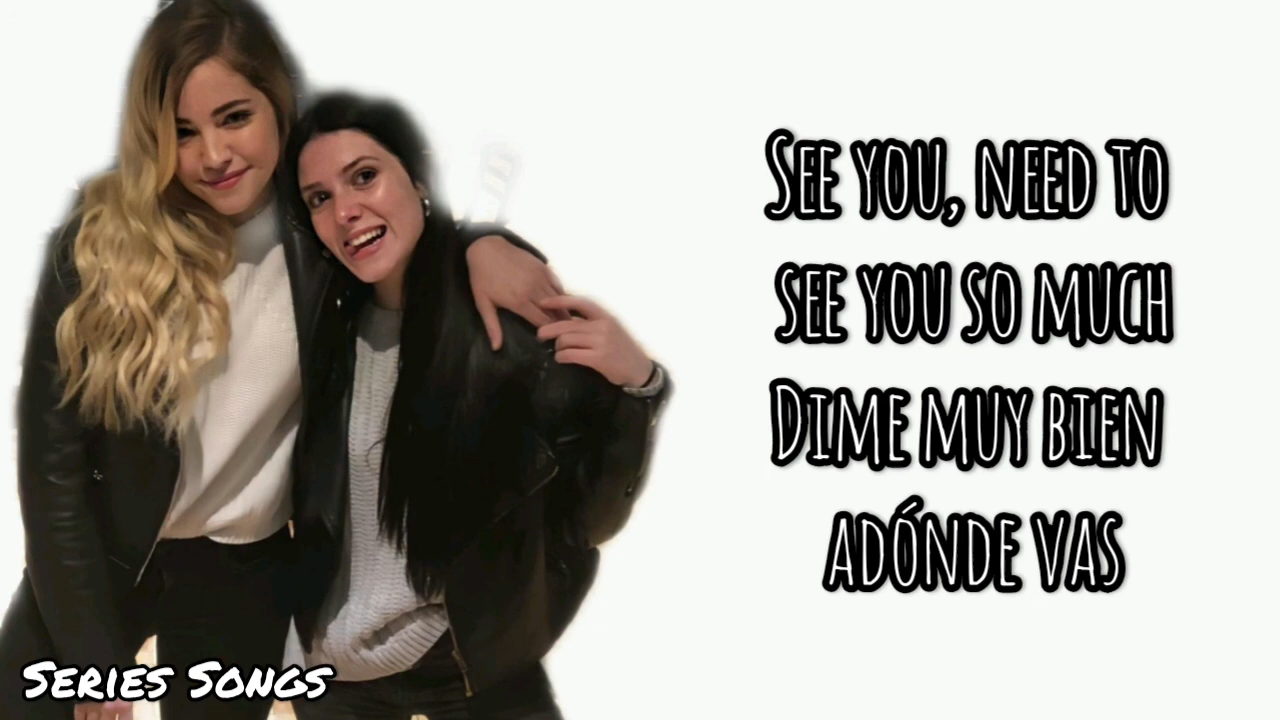 See you, need to
see you so much
Dime muy bien
adónde vas
Series Songs